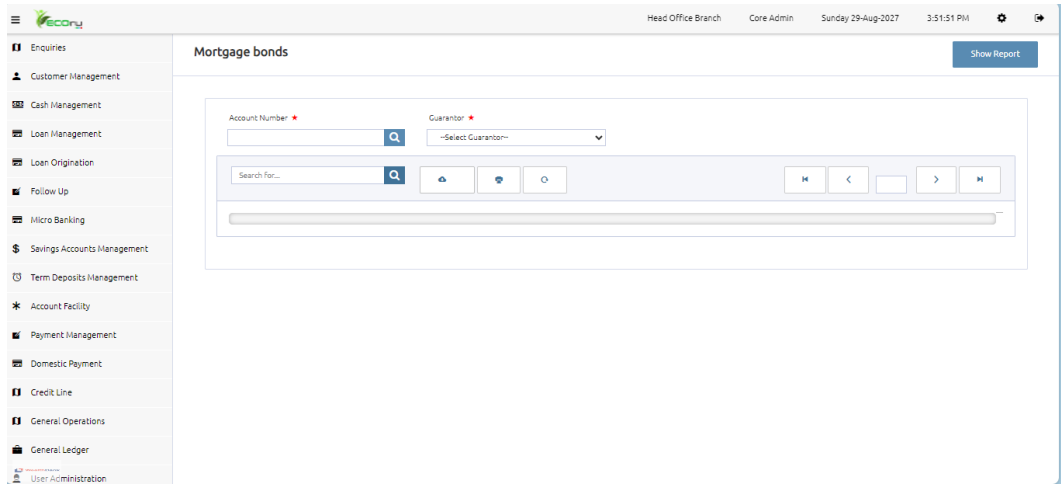 ecory Head Office Branch Core Admin Sunday 29-Aug-2027 3:51:51 PM
Mortgage bonds Show Report
Enquiries
Customer Management
Cash Management
Loan Management
Loan Origination
Follow Up
Micro Banking
Savings Accounts Management
Term Deposits Management
Account Facility
Payment Management
Domestic Payment
Credit Line
General Operations
General Ledger
User Administration
Account Number * Guarantor *
--Select Guarantor--
Search for...